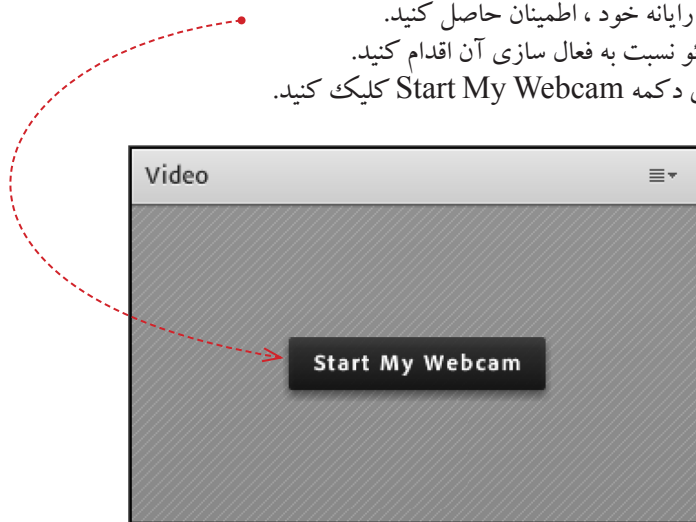 رایانه خود ، اطمینان حاصل کنید.
نسبت به فعال سازی آن اقدام کنید.
دکمه Start My Webcam کلیک کنید.
Video
Start My Webcam